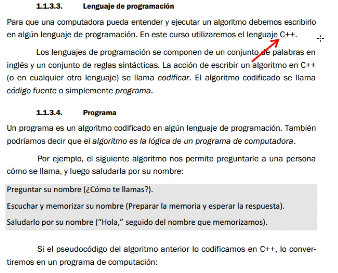 1.1.3.3. Lenguaje de programación
Para que una computadora pueda entender y ejecutar un algoritmo debemos escribirlo
en algún lenguaje de programación. En este curso utilizaremos el lenguaje C++.
Los lenguajes de programación se componen de un conjunto de palabras en
inglés y un conjunto de reglas sintácticas. La acción de escribir un algoritmo en C++
(o en cualquier otro lenguaje) se llama codificar. El algoritmo codificado se llama
código fuente o simplemente programa.
1.1.3.4. Programa
Un programa es un algoritmo codificado en algún lenguaje de programación. También
podríamos decir que el algoritmo es la lógica de un programa de computadora.
Por ejemplo, el siguiente algoritmo nos permite preguntarle a una persona
cómo se llama, y luego saludarla por su nombre:
Preguntar su nombre (¿Cómo te llamas?).
Escuchar y memorizar su nombre (Preparar la memoria y esperar la respuesta).
Saludarlo por su nombre (“Hola,” seguido del nombre que memorizamos).
Si el pseudocódigo del algoritmo anterior lo codificamos en C++, lo conver-
tiremos en un programa de computación: